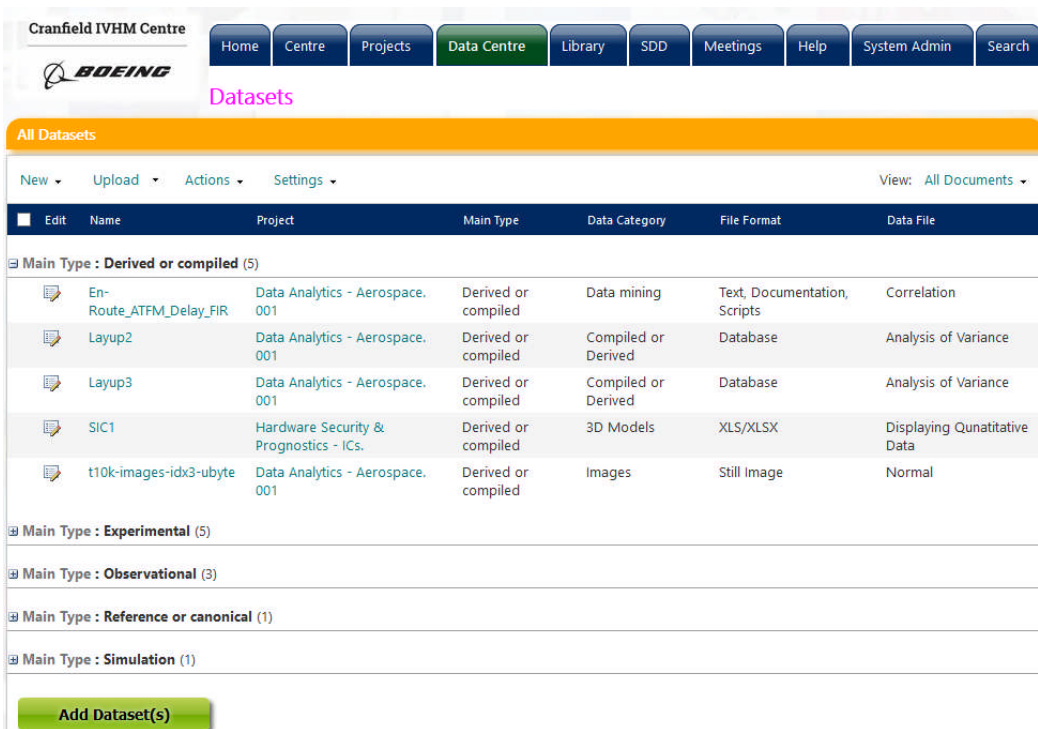 Cranfield IVHM Centre
BOEING
Home Centre Projects Data Centre Library SDD Meetings Help System Admin Search
Datasets
All Datasets
New Upload Actions Settings View: All Documents
Edit Name Project Main Type Data Category File Format Data File
Main Type : Derived or compiled (5)
En- Data Analytics - Aerospace. Derived or Data mining Text, Documentation, Correlation
Route_ATFM_Delay_FIR 001 compiled Scripts
Layup2 Data Analytics - Aerospace. Derived or Compiled or Database Analysis of Variance
001 compiled Derived
Layup3 Data Analytics - Aerospace. Derived or Compiled or Database Analysis of Variance
001 compiled Derived
SIC1 Hardware Security & Derived or 3D Models XLS/XLSX Displaying Qunatitative
Prognostics - ICs. compiled Data
t10k-images-idx3-ubyte Data Analytics - Aerospace. Derived or Images Still Image Normal
001 compiled
Main Type : Experimental (5)
Main Type : Observational (3)
Main Type : Reference or canonical (1)
Main Type : Simulation (1)
Add Dataset(s)